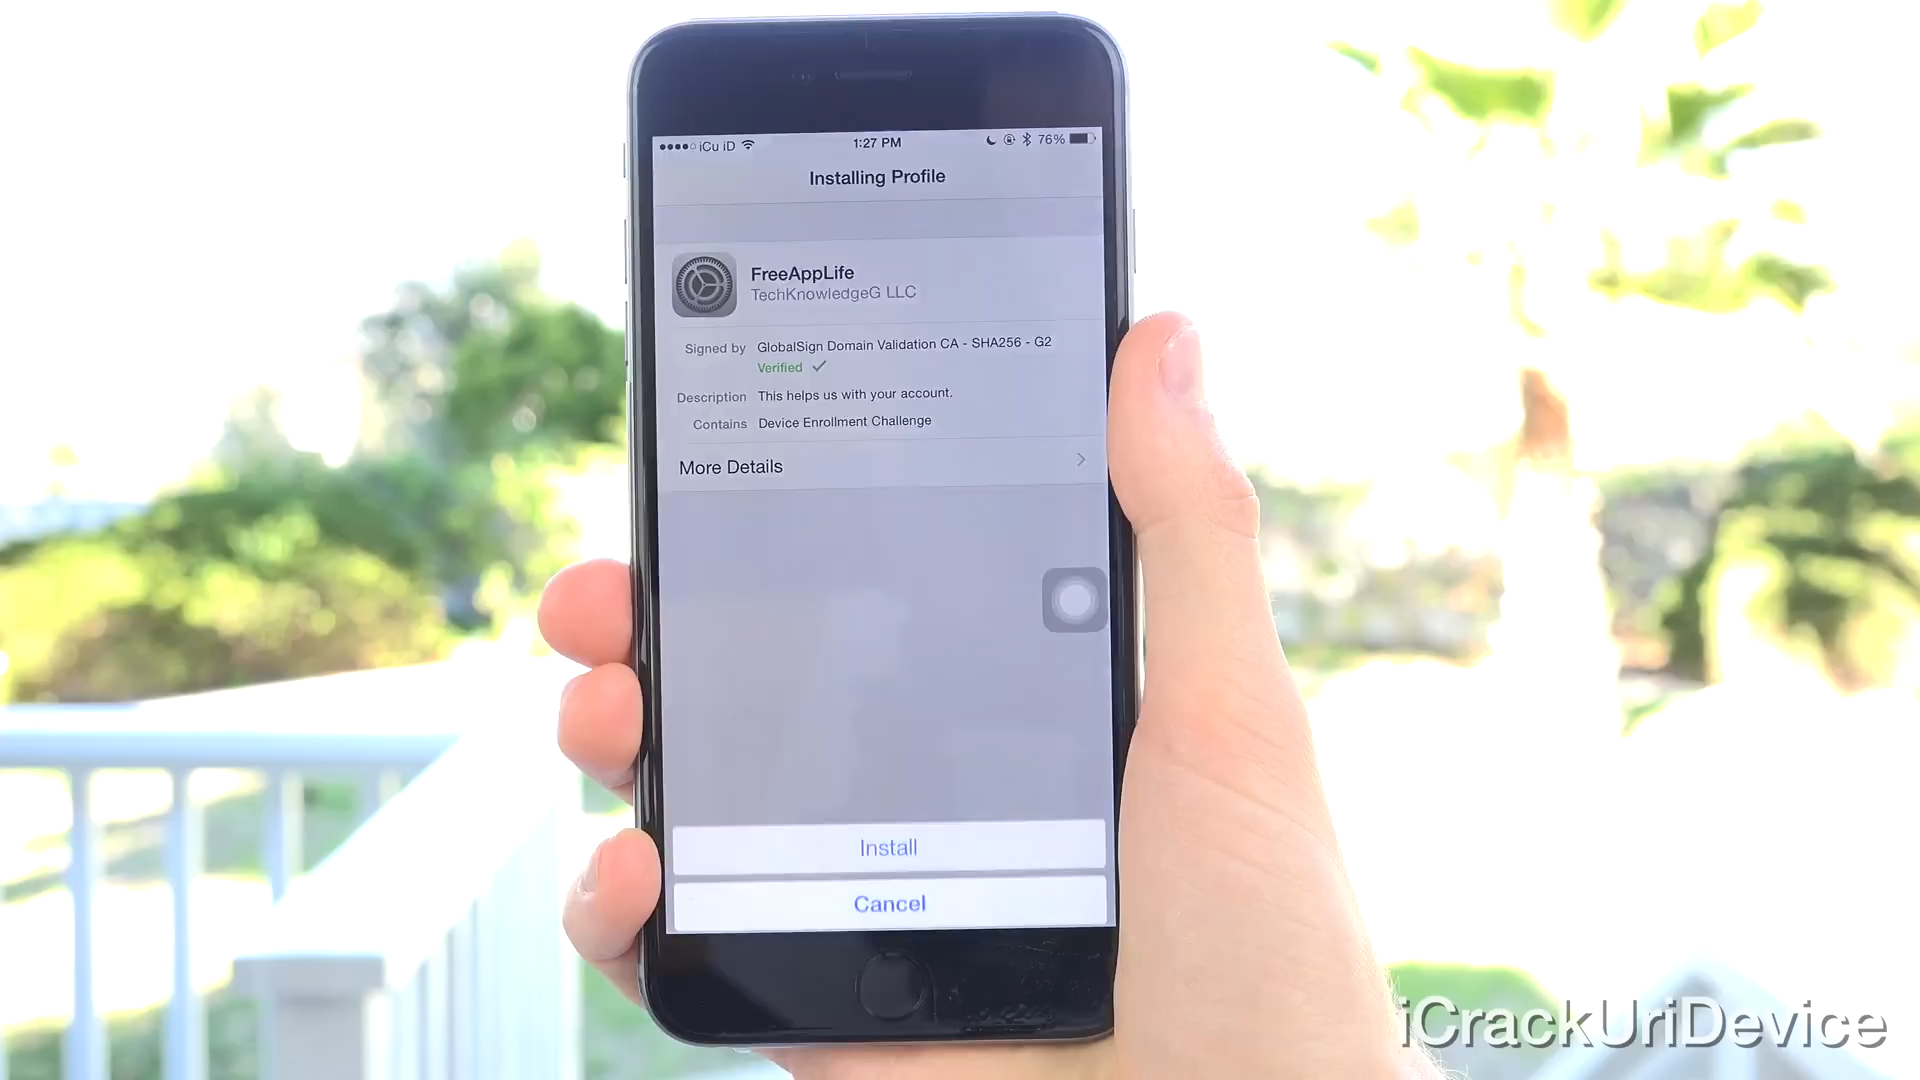 iCu iD 1:27 PM 76%
Installing Profile
FreeAppLife
TechKnowledgeG LLC
Signed by GlobalSign Domain Validation CA - SHA256 - G2
Verified ✓
Description This helps us with your account.
Contains Device Enrollment Challenge
More Details
Install
Cancel
iCrackUriDevice